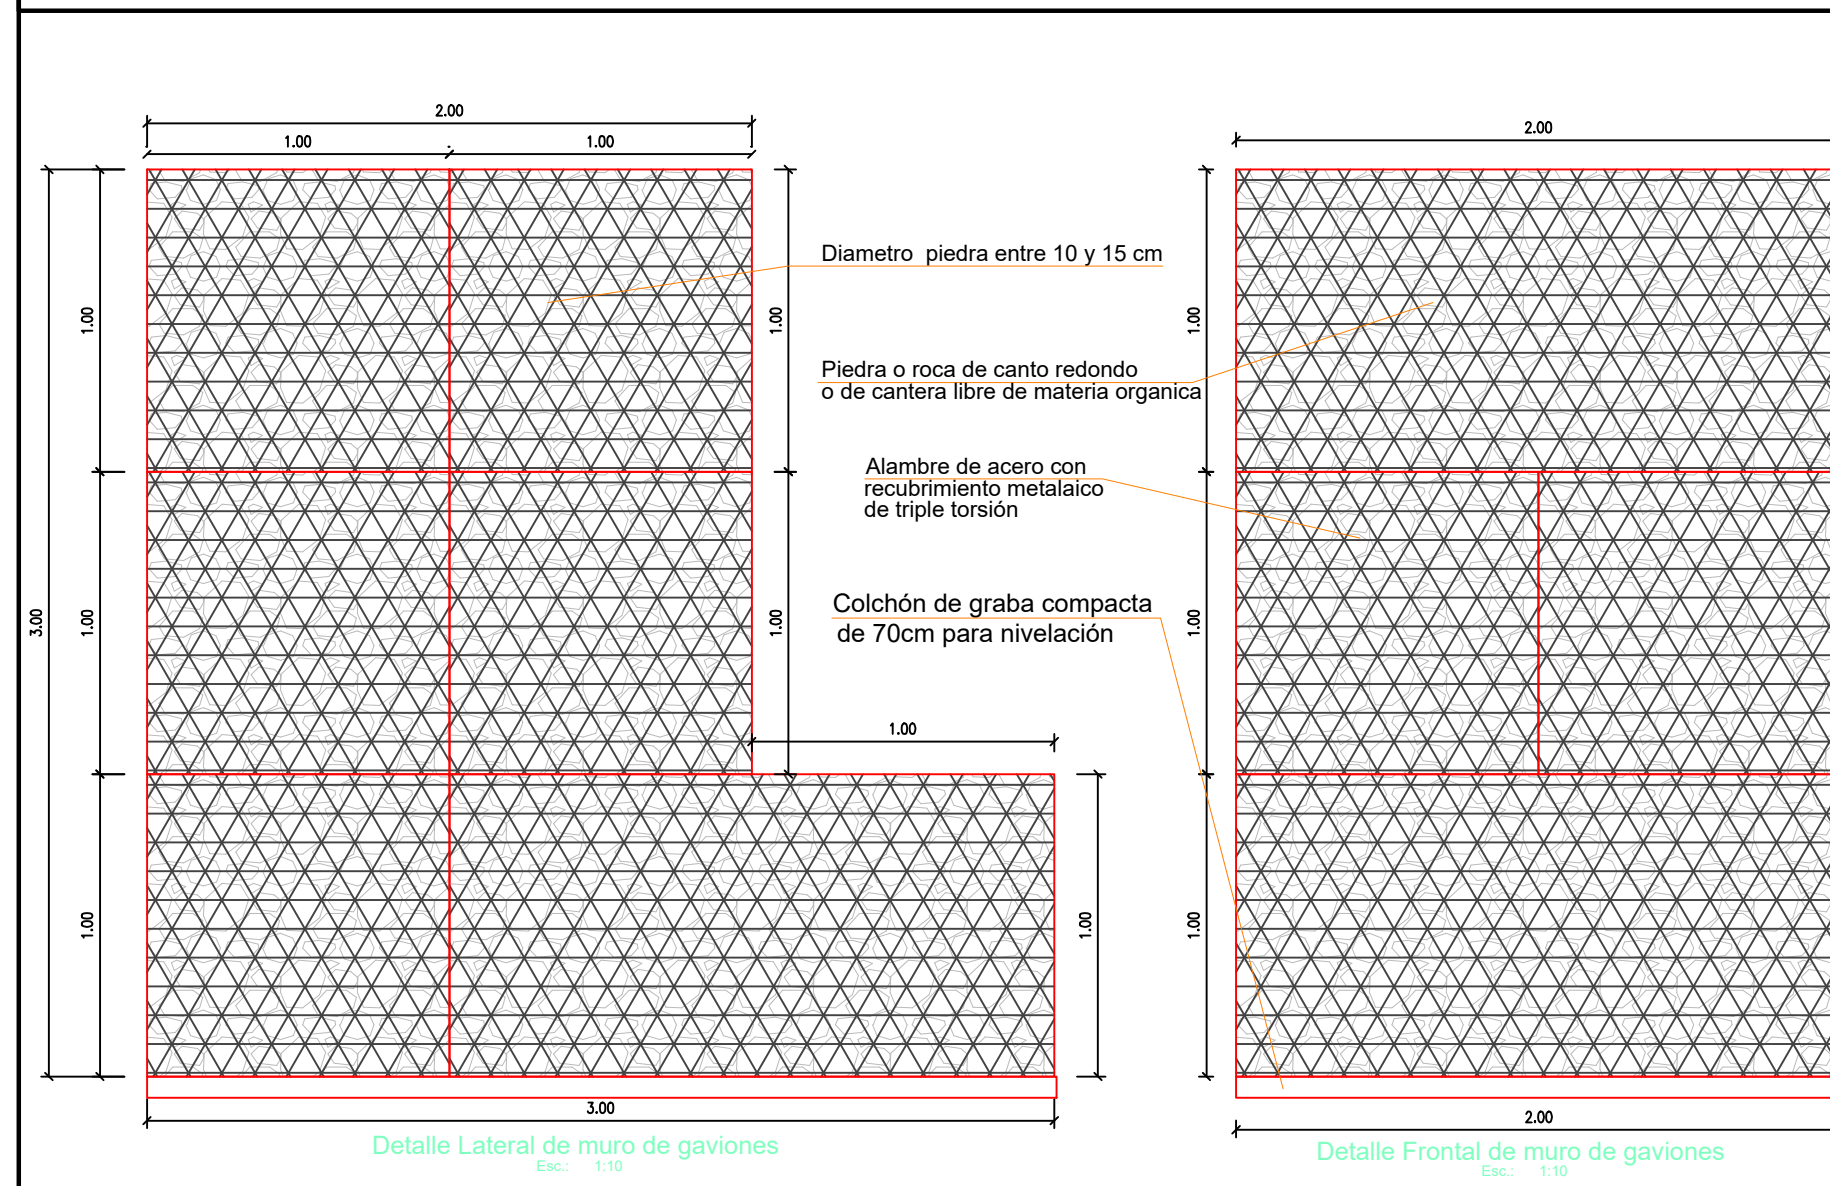 2.00
1.00
1.00
2.00
Diametro  piedra entre 10 y 15 cm
1.00
1.00
1.00
Piedra o roca de canto redondo
o de cantera libre de materia organica
Alambre de acero con
recubrimiento metalaico
de triple torsión
Colchón de graba compacta
de 70cm para nivelación
3.00
1.00
1.00
1.00
1.00
1.00
1.00
1.00
3.00
2.00
Detalle Lateral de muro de gaviones
Esc.: 1:10
Detalle Frontal de muro de gaviones
Esc.: 1:10